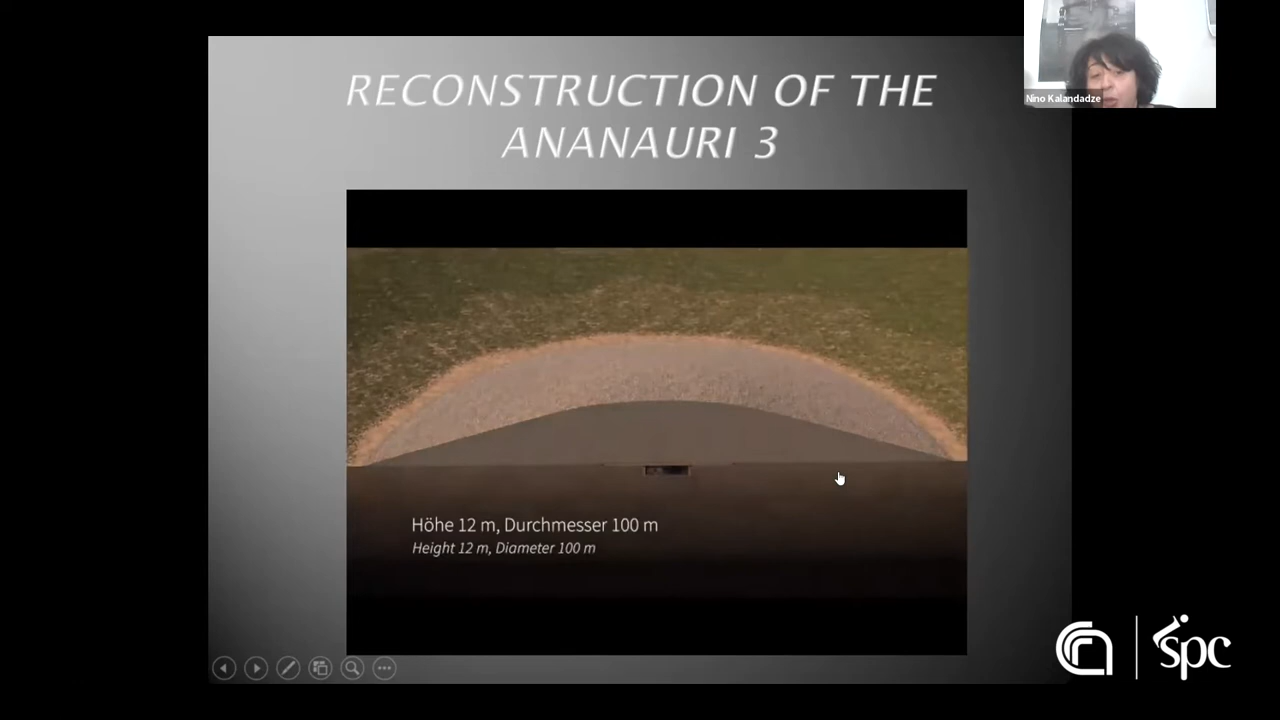 RECONSTRUCTION OF THE
ANANAURI 3
Nino Kalandadze
Höhe 12 m, Durchmesser 100 m
Height 12 m, Diameter 100 m
spc